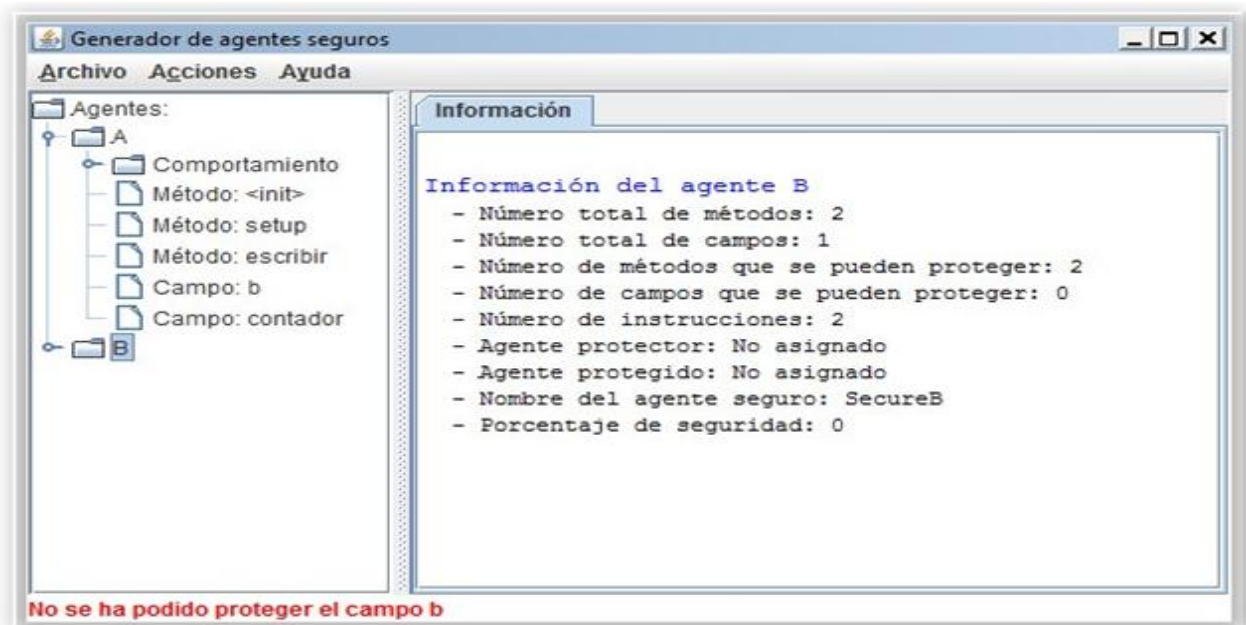 Generador de agentes seguros
Archivo Acciones Ayuda
Agentes:
A
Comportamiento
Método: <init>
Método: setup
Método: escribir
Campo: b
Campo: contador
B
Información
Información del agente B
- Número total de métodos: 2
- Número total de campos: 1
- Número de métodos que se pueden proteger: 2
- Número de campos que se pueden proteger: 0
- Número de instrucciones: 2
- Agente protector: No asignado
- Agente protegido: No asignado
- Nombre del agente seguro: SecureB
- Porcentaje de seguridad: 0
No se ha podido proteger el campo b